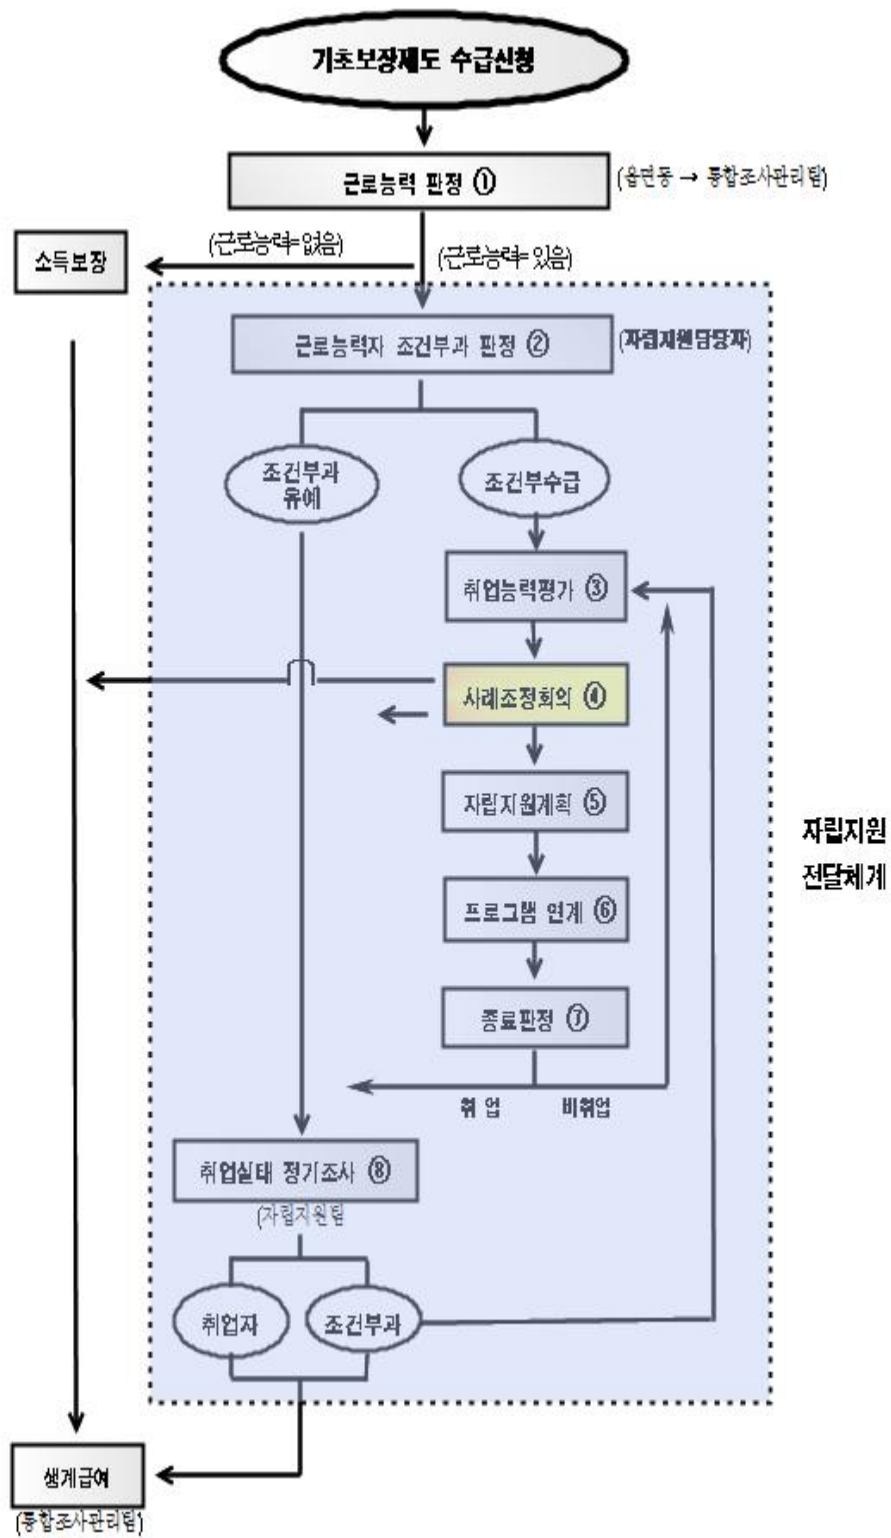 기초보장제도 수급신청
근로능력 판정 ①
(읍면동 → 통합조사관리팀)
(근로능력=없음)
(근로능력= 있음)
소득보장
근로능력자 조건부과 판정 ②
(자립지원담당자)
조건부과
유예
조건부수급
취업능력평가 ③
사례조정회의 ④
자립지원계획 ⑤
자립지원
전달체계
프로그램 연계 ⑥
종료판정 ⑦
취 업
비취업
취업실태 정기조사 ⑧
(자립지원팀
취업자
조건부과
생계급여
(통합조사관리팀)